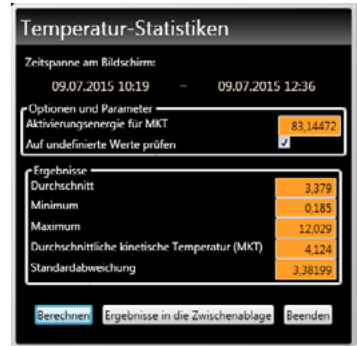 Temperatur-Statistiken
Zeitspanne am Bildschirm:
09.07.2015 10:19 – 09.07.2015 12:36
Optionen und Parameter
Aktivierungsenergie für MKT 83,14472
Auf undefinierte Werte prüfen
Ergebnisse
Durchschnitt 3,379
Minimum 0,185
Maximum 12,029
Durchschnittliche kinetische Temperatur (MKT) 4,124
Standardabweichung 3,38199
Berechnen Ergebnisse in die Zwischenablage Beenden